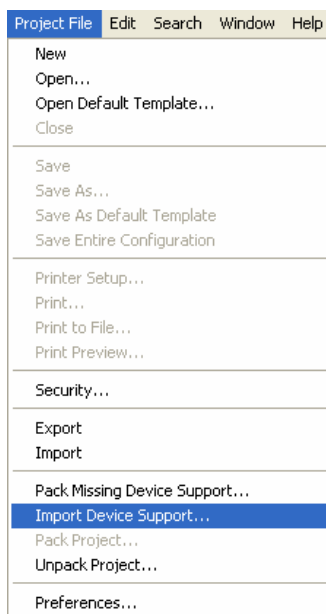 Project File Edit Search Window Help
New
Open...
Open Default Template...
Close
Save
Save As...
Save As Default Template
Save Entire Configuration
Printer Setup...
Print...
Print to File...
Print Preview...
Security...
Export
Import
Pack Missing Device Support...
Import Device Support...
Pack Project...
Unpack Project...
Preferences...